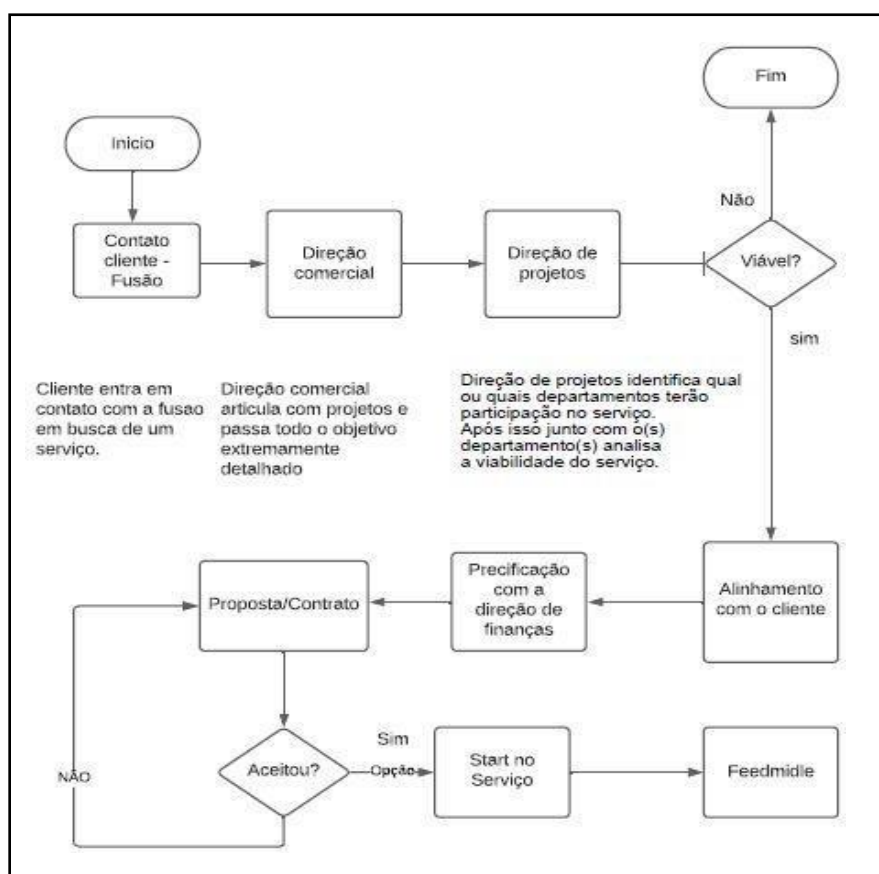 Fim
Inicio
Não
Contato
cliente -
Fusão
Direção
comercial
Direção de
projetos
Viável?
sim
Cliente entra em
contato com a fusao
em busca de um
serviço.
Direção comercial
articula com projetos e
passa todo o objetivo
extremamente
detalhado
Direção de projetos identifica qual
ou quais departamentos terão
participação no serviço.
Após isso junto com o(s)
departamento(s) analisa
a viabilidade do serviço.
Proposta/Contrato
Precificação
com a
direção de
finanças
Alinhamento
com o cliente
NÃO
Aceitou?
Sim
Opção
Start no
Serviço
Feedmidle